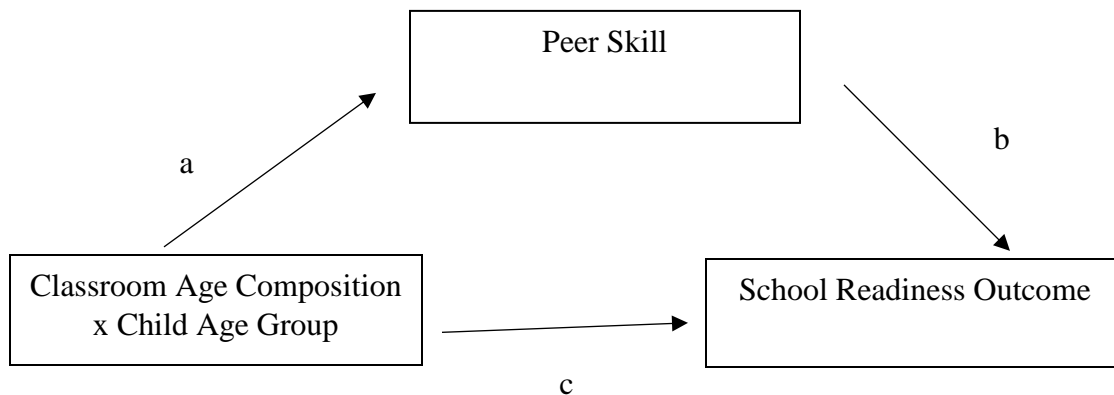 Peer Skill
a
b
Classroom Age Composition
x Child Age Group
School Readiness Outcome
c